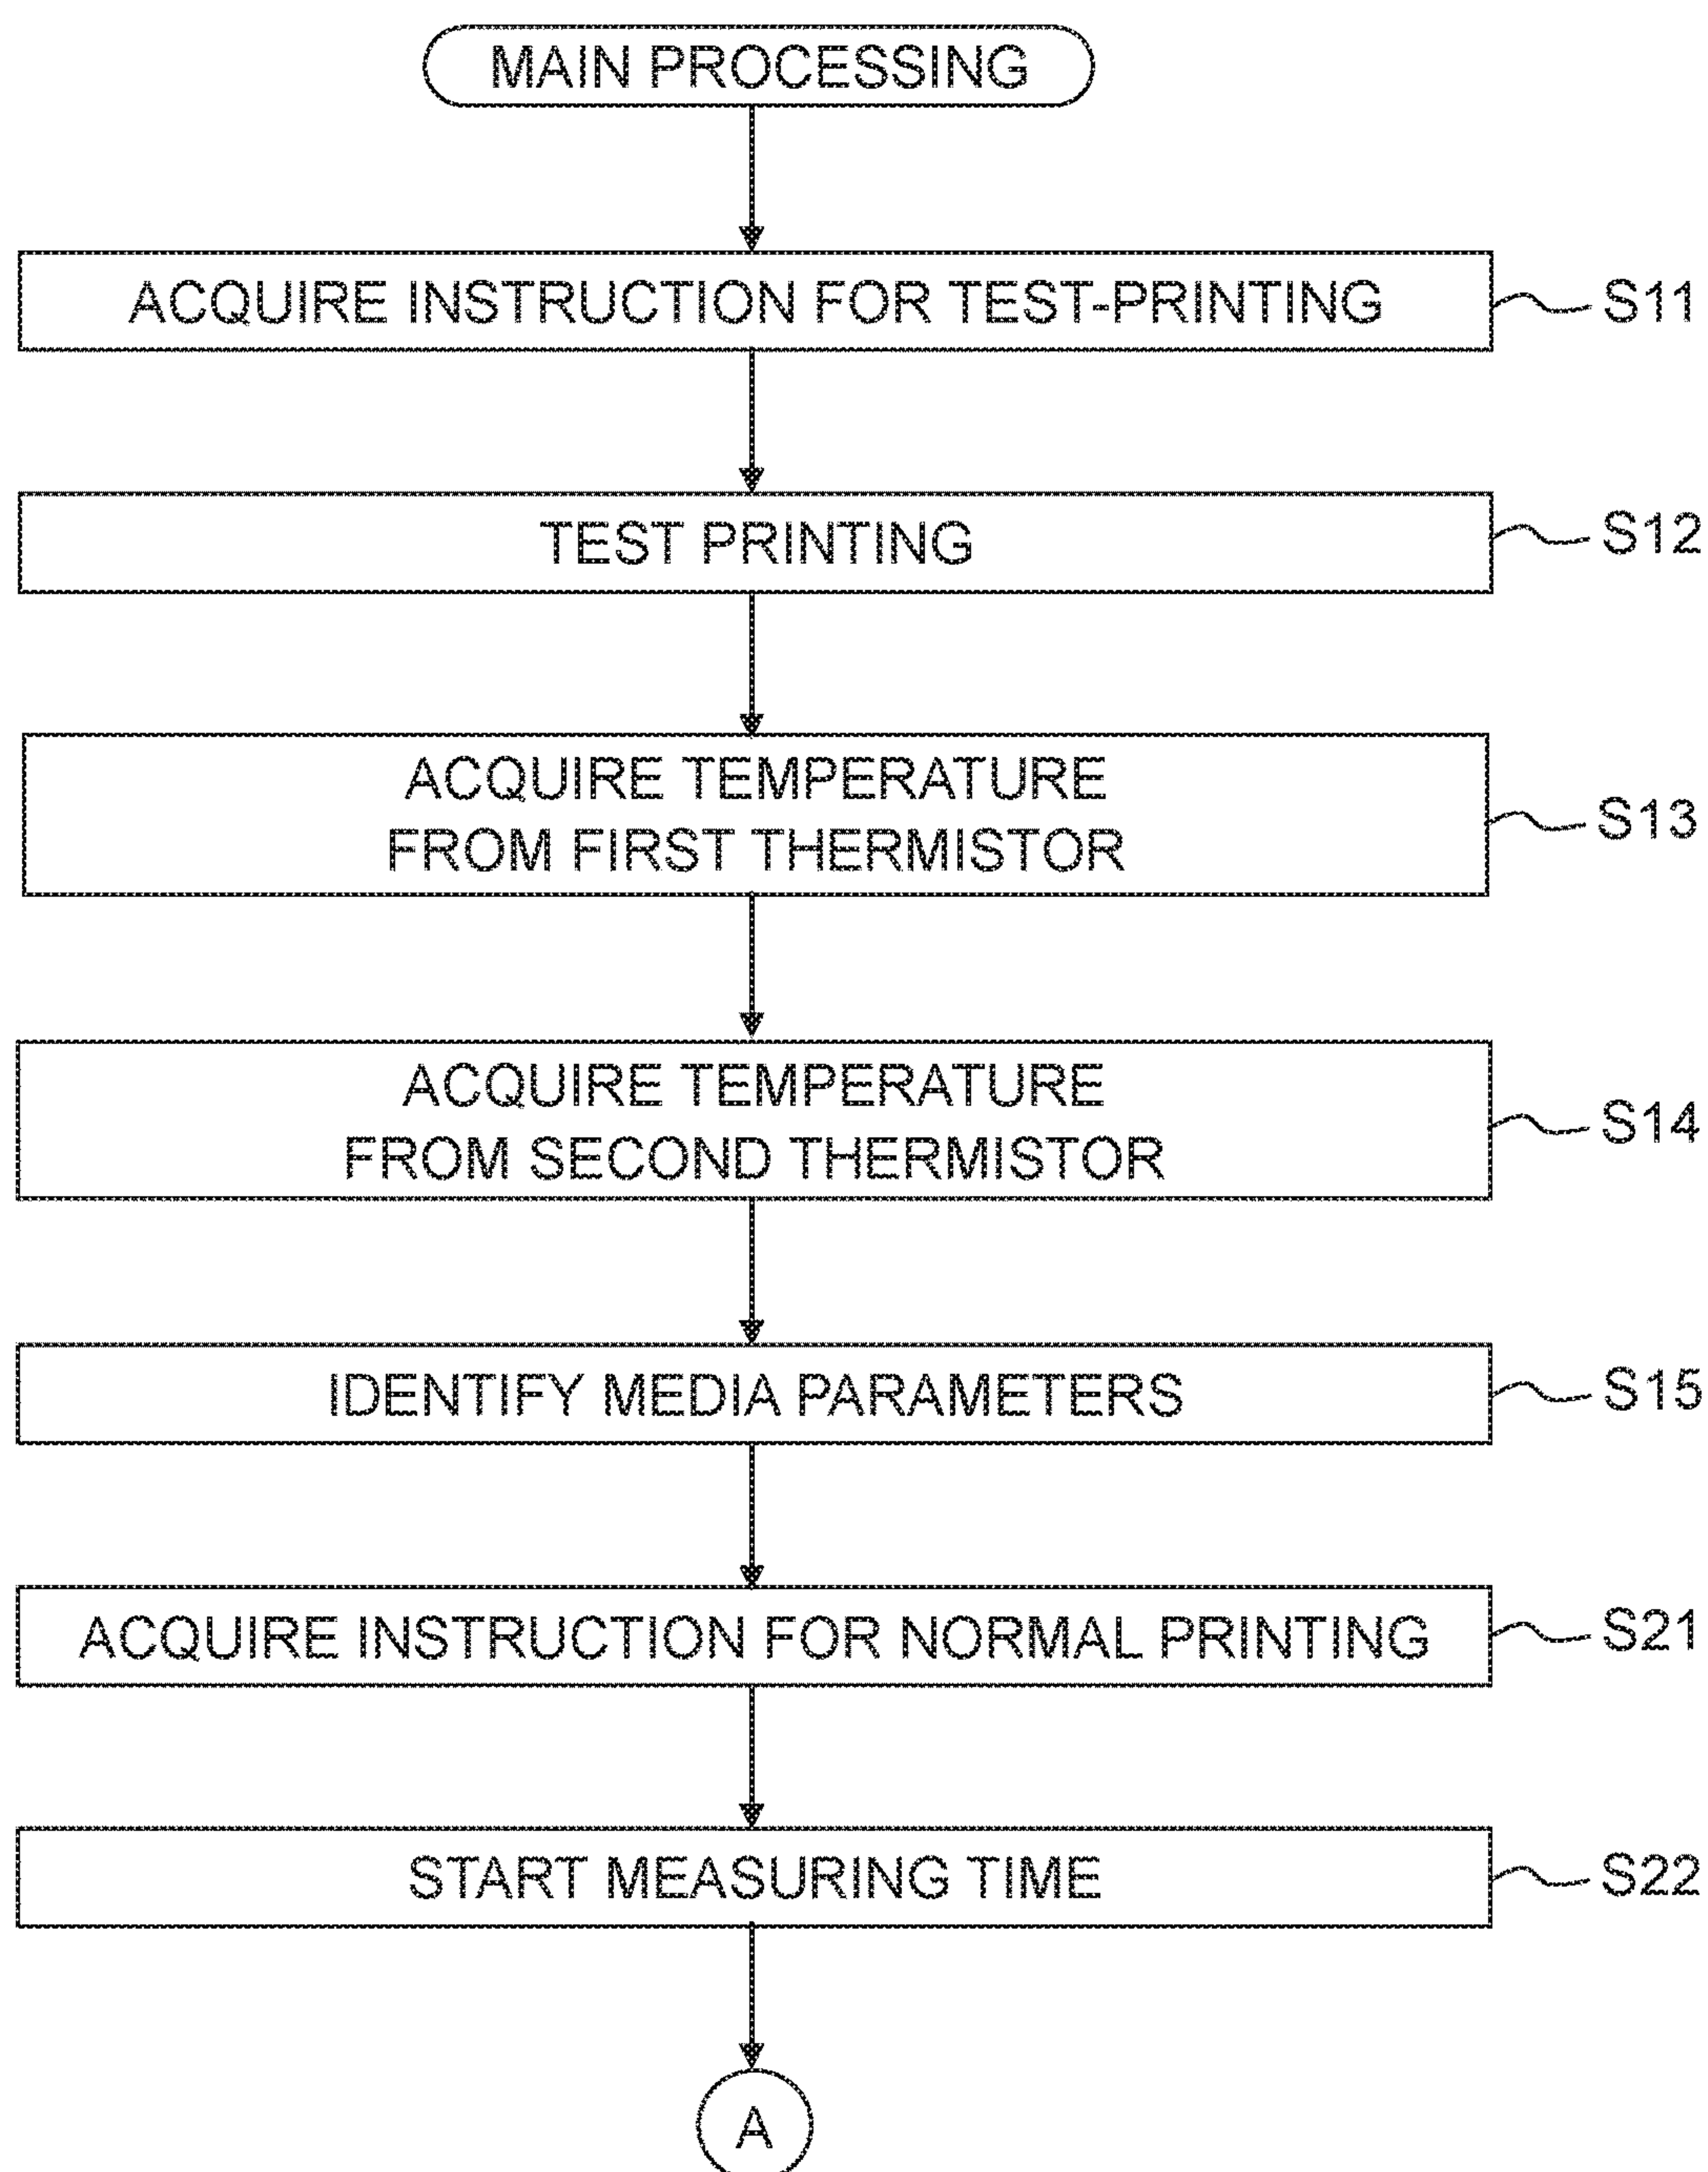 MAIN PROCESSING
ACQUIRE INSTRUCTION FOR TEST-PRINTING
S11
TEST PRINTING
S12
ACQUIRE TEMPERATURE
FROM FIRST THERMISTOR
S13
ACQUIRE TEMPERATURE
FROM SECOND THERMISTOR
S14
IDENTIFY MEDIA PARAMETERS
S15
ACQUIRE INSTRUCTION FOR NORMAL PRINTING
S21
START MEASURING TIME
S22
A